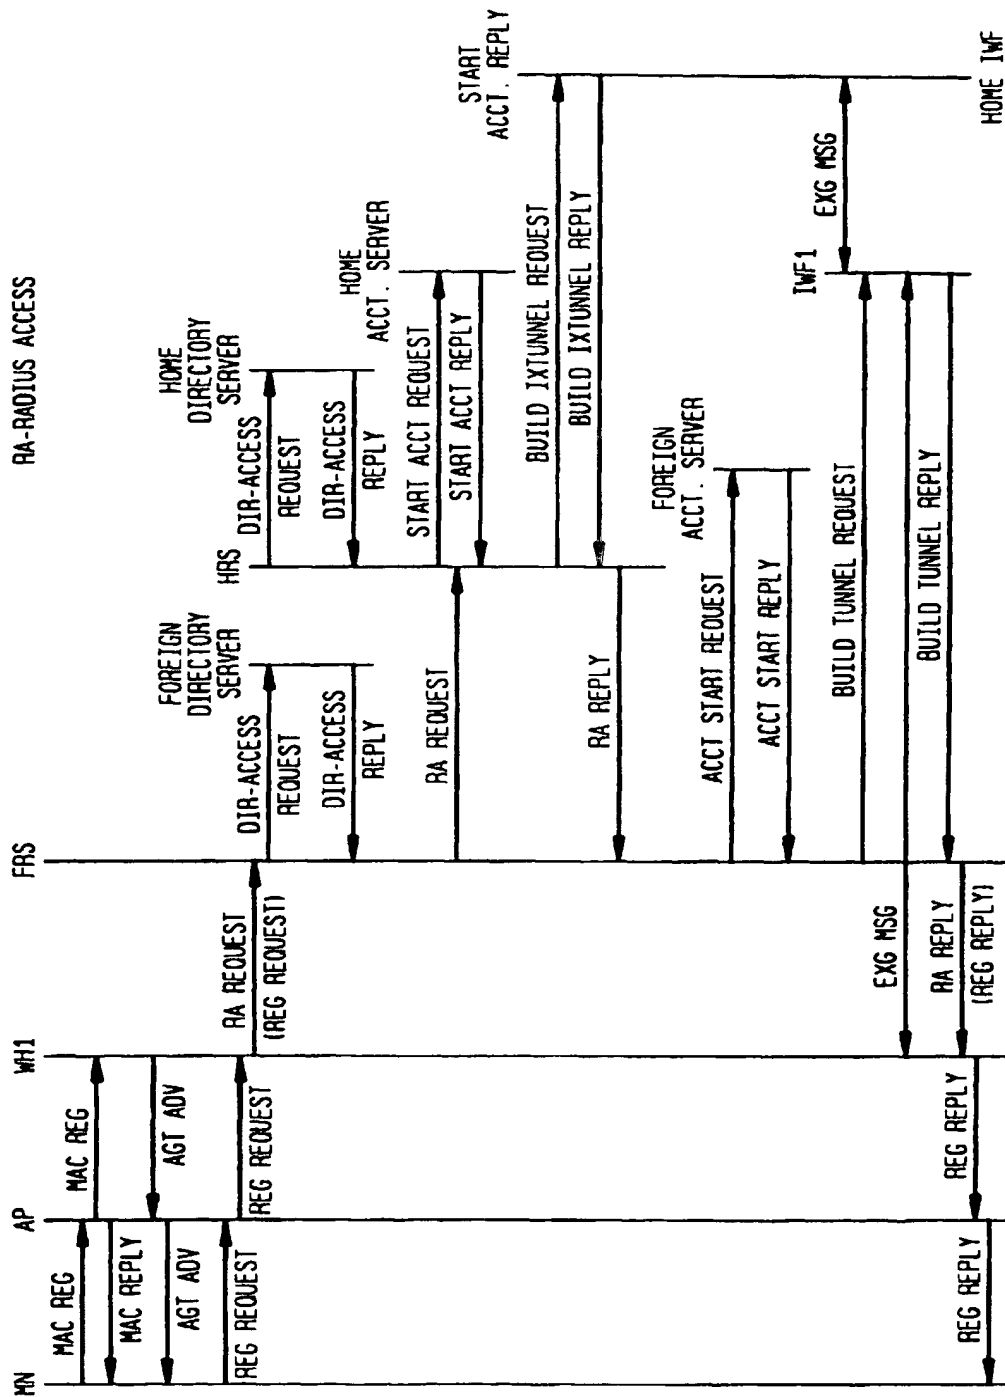 RA-RADIUS ACCESS
MN
AP
WH1
FRS
FOREIGN
DIRECTORY
SERVER
HRS
HOME
DIRECTORY
SERVER
HOME
ACCT. SERVER
START
ACCT. REPLY
MAC REG
MAC REG
MAC REPLY
AGT ADV
AGT ADV
REG REQUEST
REG REQUEST
RA REQUEST
(REG REQUEST)
DIR-ACCESS
REQUEST
DIR-ACCESS
REPLY
DIR-ACCESS
REQUEST
DIR-ACCESS
REPLY
RA REQUEST
START ACCT REQUEST
START ACCT REPLY
BUILD IXTUNNEL REQUEST
BUILD IXTUNNEL REPLY
RA REPLY
FOREIGN
ACCT. SERVER
ACCT START REQUEST
ACCT START REPLY
IWF1
EXG MSG
BUILD TUNNEL REQUEST
EXG MSG
BUILD TUNNEL REPLY
RA REPLY
(REG REPLY)
REG REPLY
REG REPLY
HOME IWF